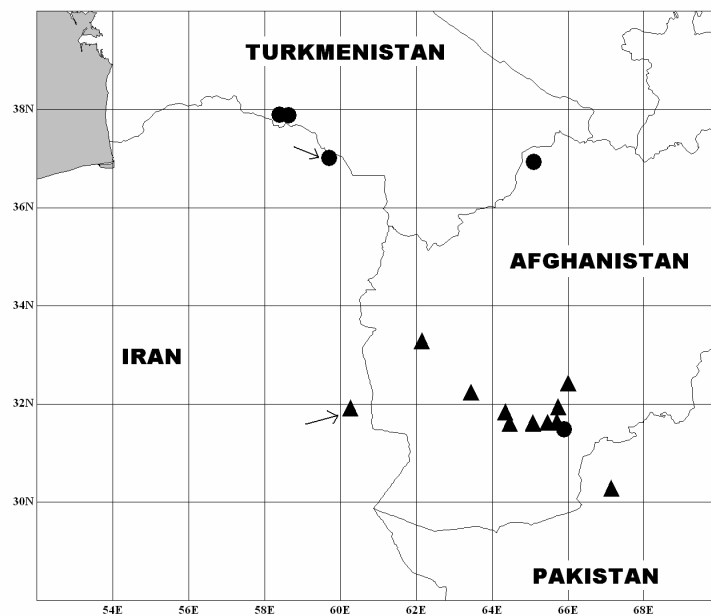 TURKMENISTAN
38N
36N
AFGHANISTAN
34N
IRAN
32N
30N
PAKISTAN
54E 56E 58E 60E 62E 64E 66E 68E